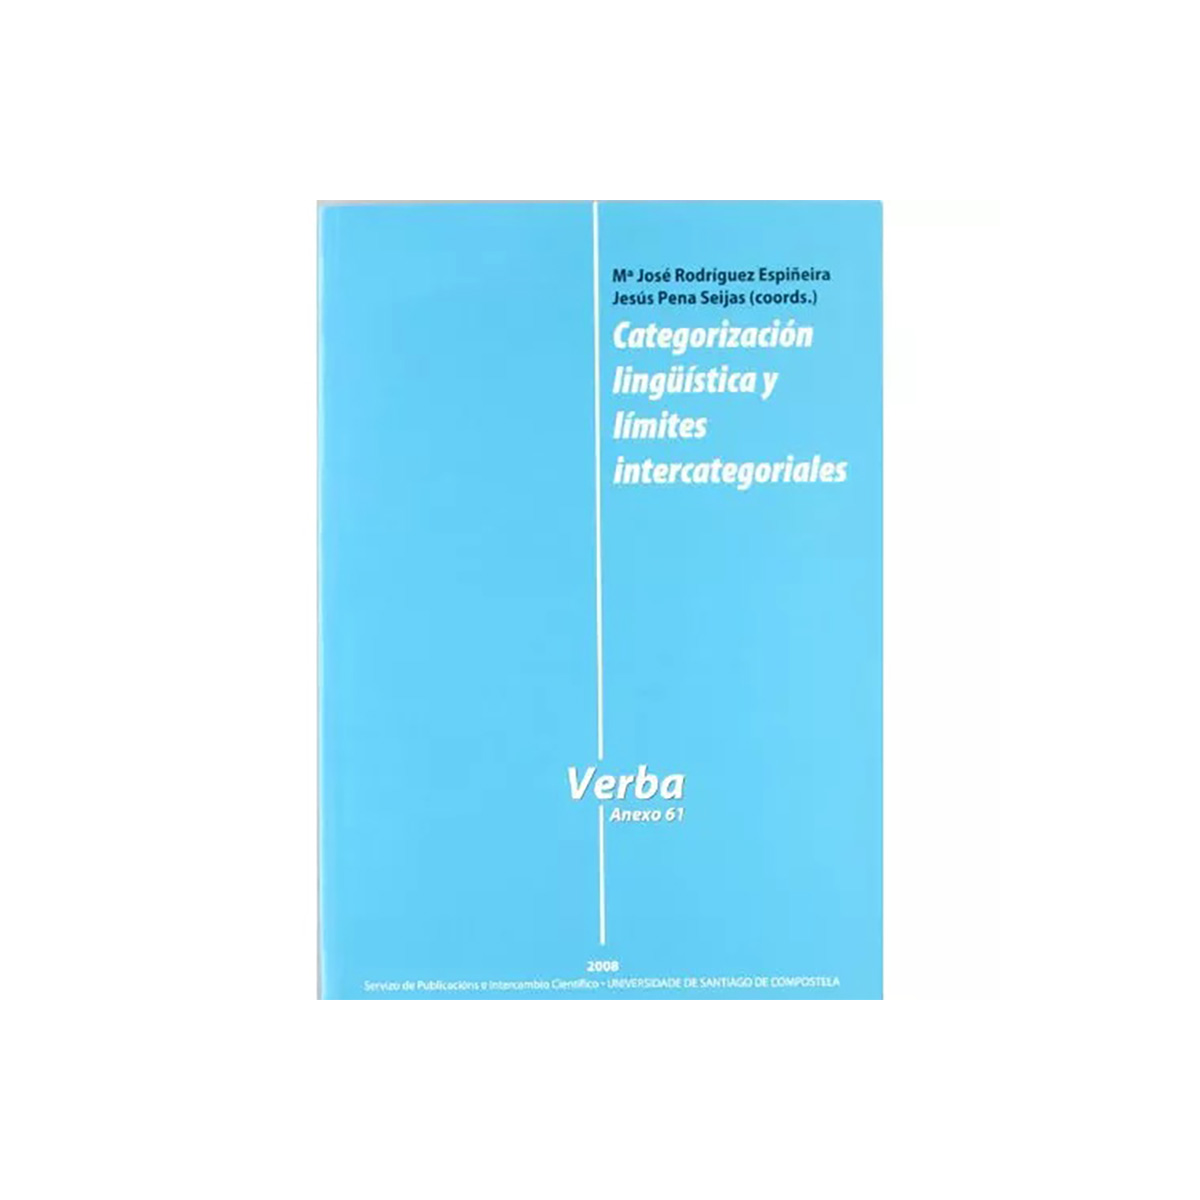 Mª José Rodríguez Espiñeira
Jesús Pena Seijas (coords.)
Categorización
lingüística y
límites
intercategoriales
Verba
Anexo 61
2008
Servizo de Publicacións e Intercambio Científico • UNIVERSIDADE DE SANTIAGO DE COMPOSTELA